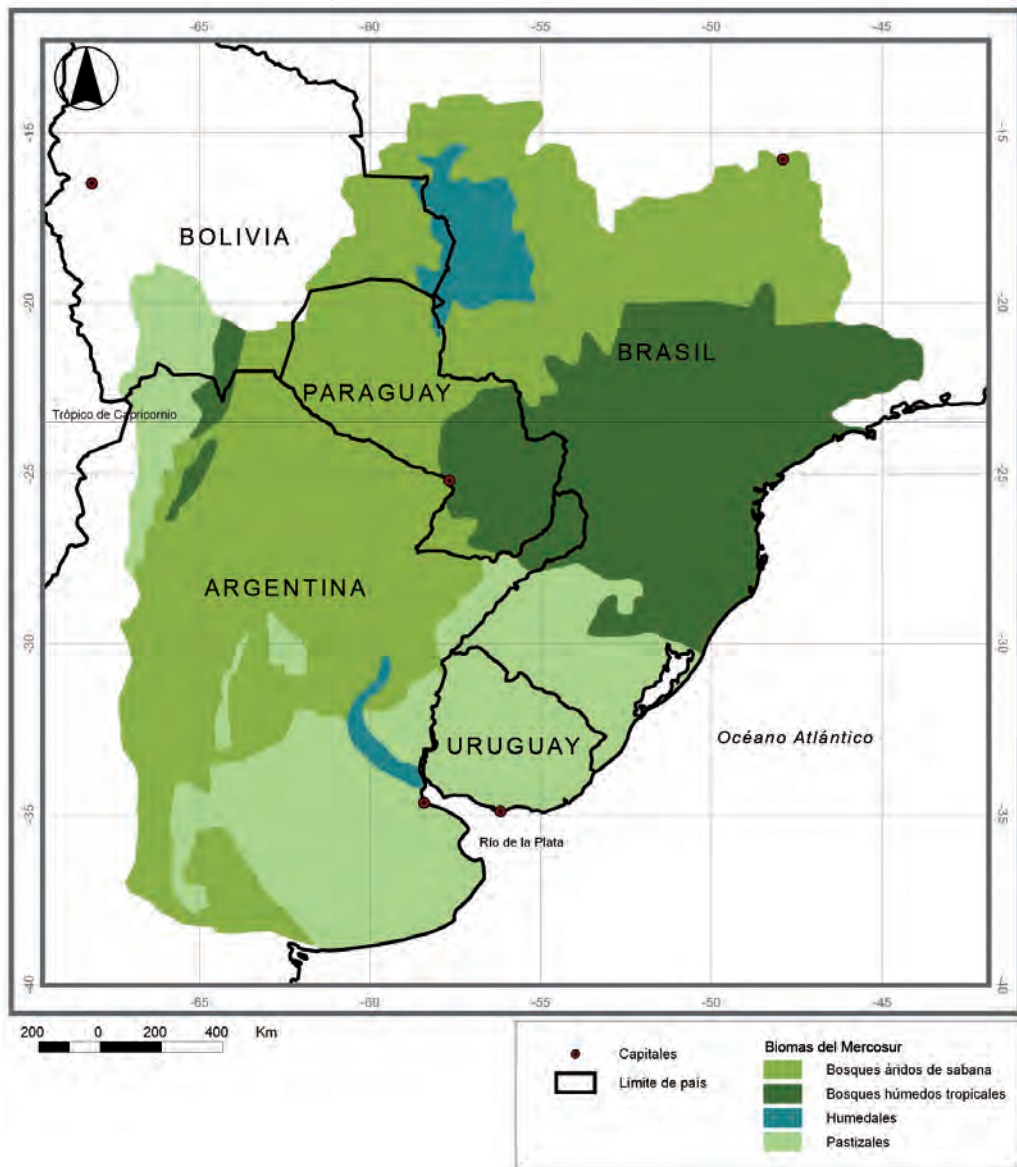 -65 -60 -55 -50 -45
-15 -15
BOLIVIA
-20 -20
BRASIL
PARAGUAY
Trópico de Capricornio
-25 -25
ARGENTINA
-30 -30
URUGUAY
Océano Atlántico
-35 -35
Río de la Plata
-40 -40
-65 -60 -55 -50 -45
200 0 200 400 Km
Capitales
Límite de país
Biomas del Mercosur
Bosques áridos de sabana
Bosques húmedos tropicales
Humedales
Pastizales